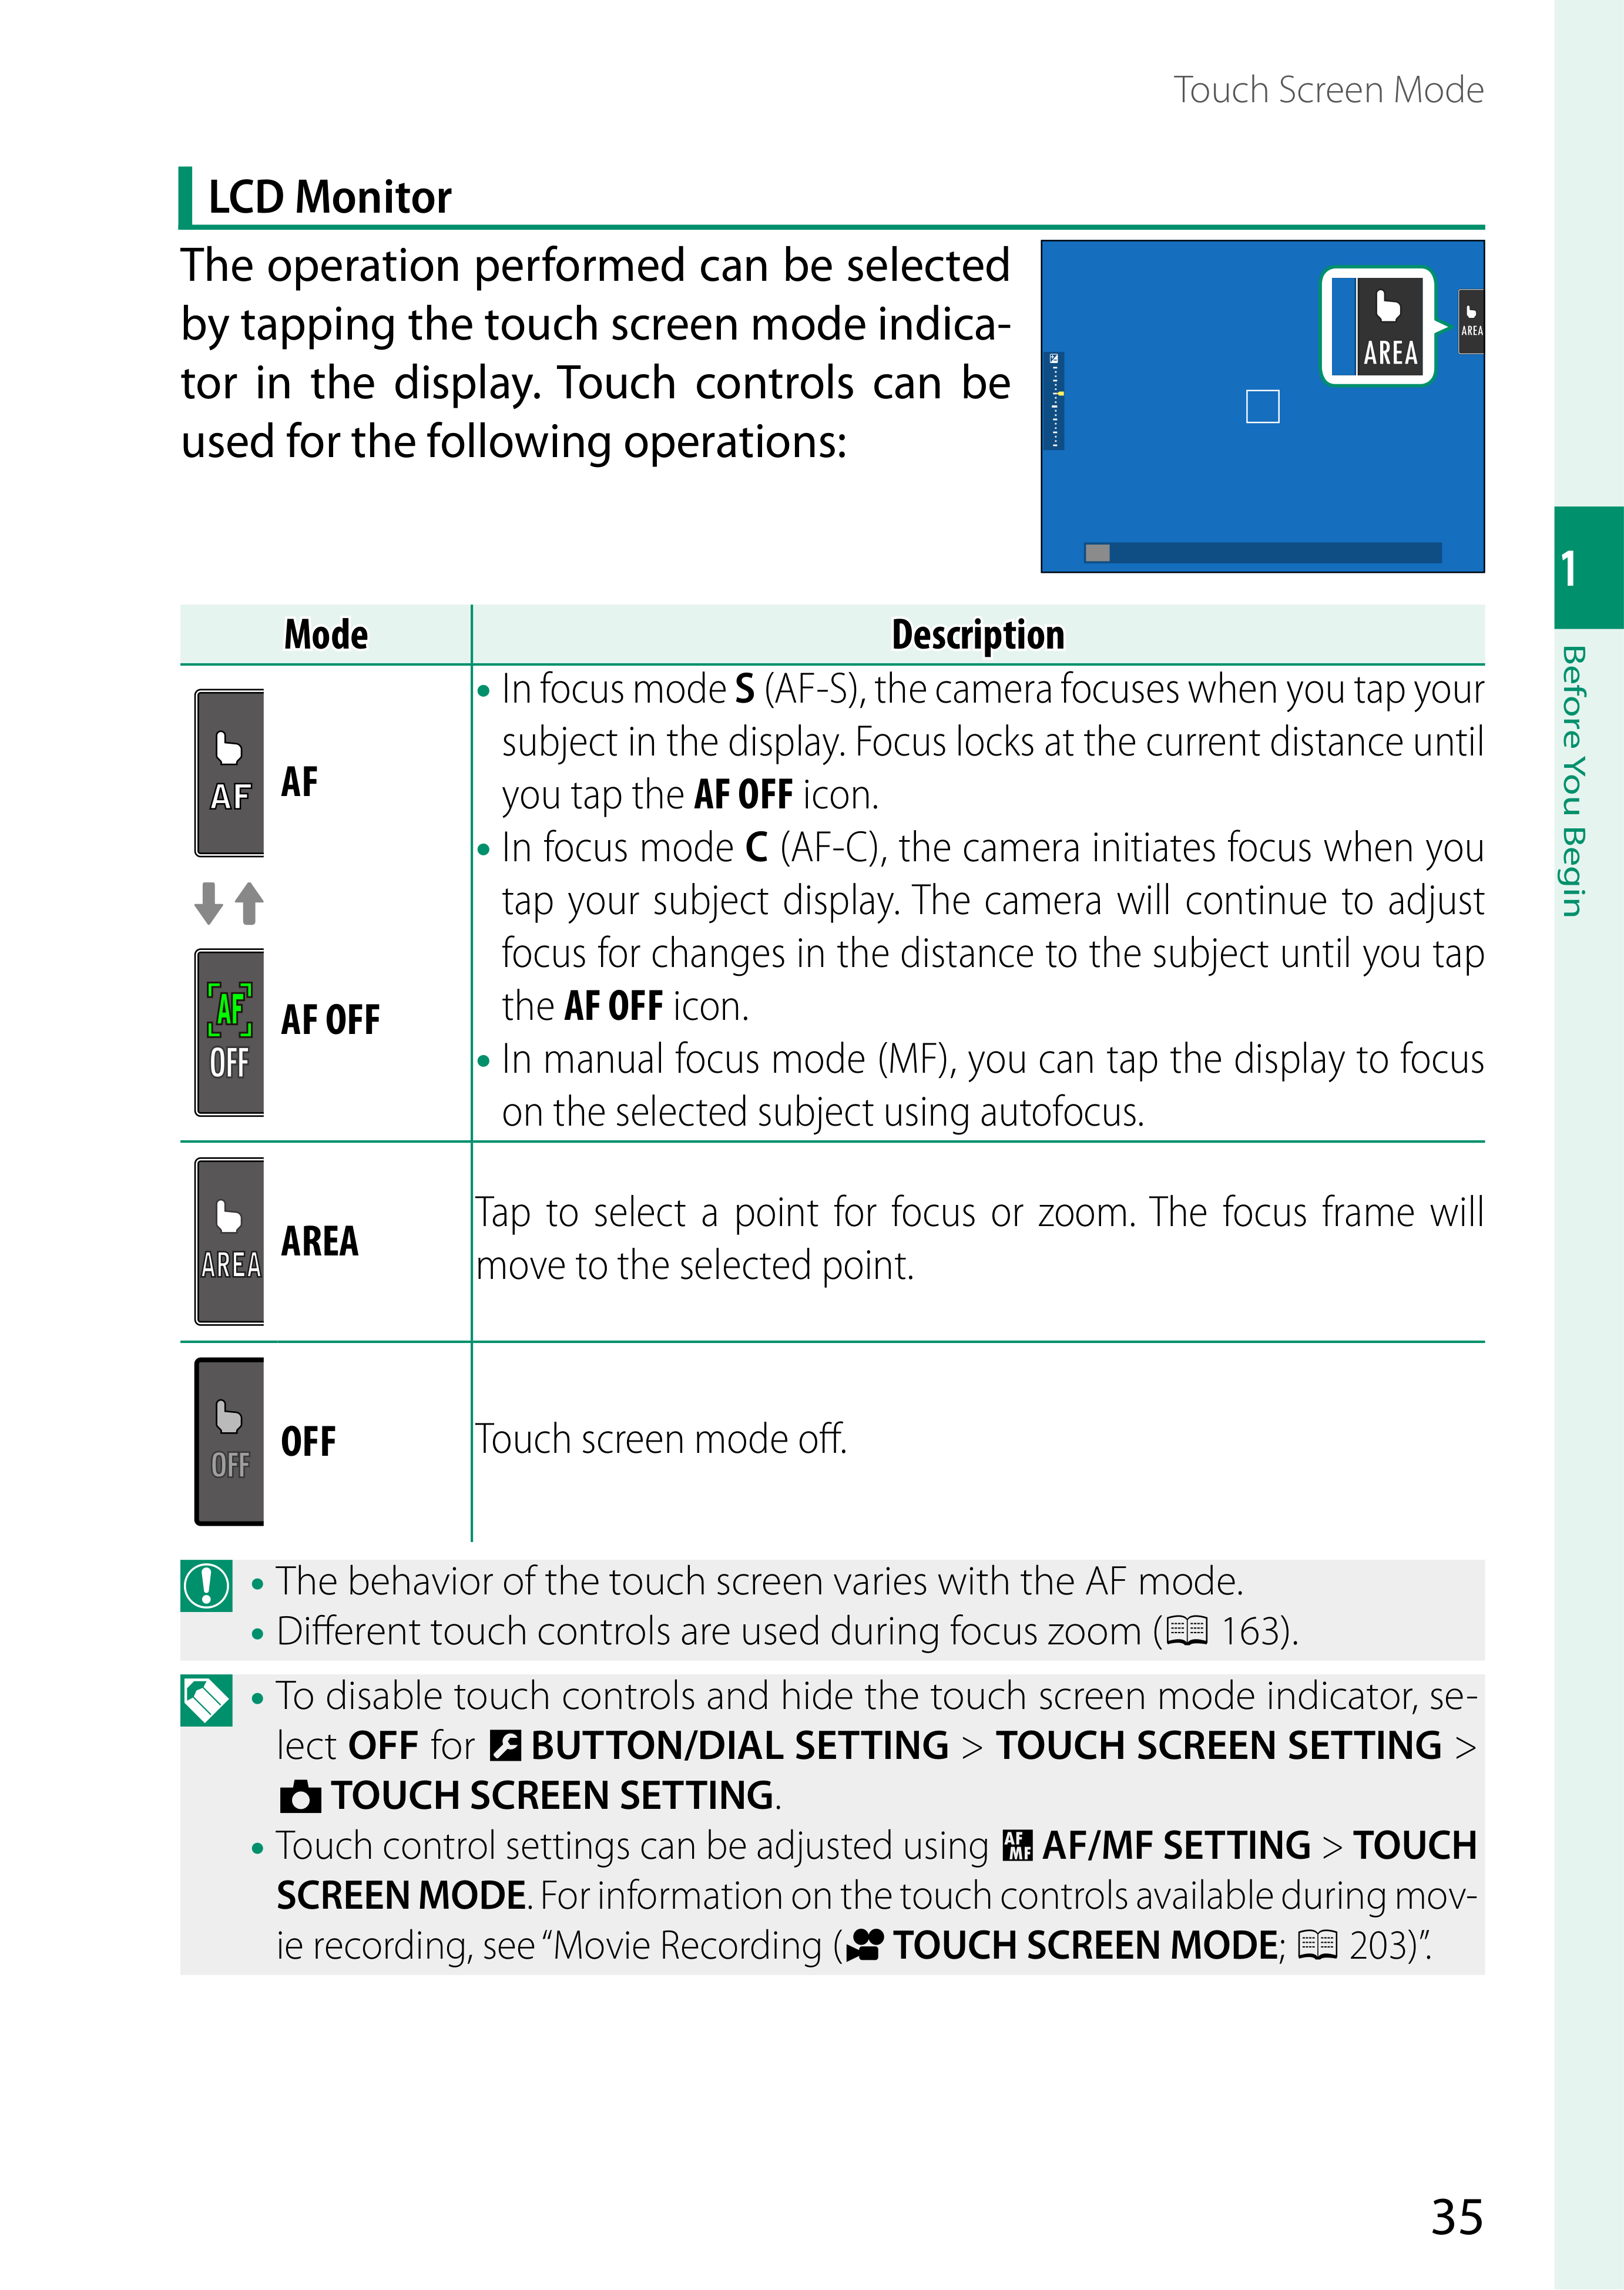 Touch Screen Mode
LCD Monitor
The operation performed can be selected
by tapping the touch screen mode indica-
tor in the display. Touch controls can be
used for the following operations:
AREA
AREA
1
Before You Begin
Mode
Description
AF
AF
AF
OFF
AF OFF
• In focus mode S (AF-S), the camera focuses when you tap your
subject in the display. Focus locks at the current distance until
you tap the AF OFF icon.
• In focus mode C (AF-C), the camera initiates focus when you
tap your subject display. The camera will continue to adjust
focus for changes in the distance to the subject until you tap
the AF OFF icon.
• In manual focus mode (MF), you can tap the display to focus
on the selected subject using autofocus.
AREA
AREA
Tap to select a point for focus or zoom. The focus frame will
move to the selected point.
OFF
OFF
Touch screen mode off.
• The behavior of the touch screen varies with the AF mode.
• Different touch controls are used during focus zoom (163).
• To disable touch controls and hide the touch screen mode indicator, se-
lect OFF for BUTTON/DIAL SETTING > TOUCH SCREEN SETTING >
TOUCH SCREEN SETTING.
• Touch control settings can be adjusted using AF MF AF/MF SETTING > TOUCH
SCREEN MODE. For information on the touch controls available during mov-
ie recording, see “Movie Recording (TOUCH SCREEN MODE; 203)”.
35